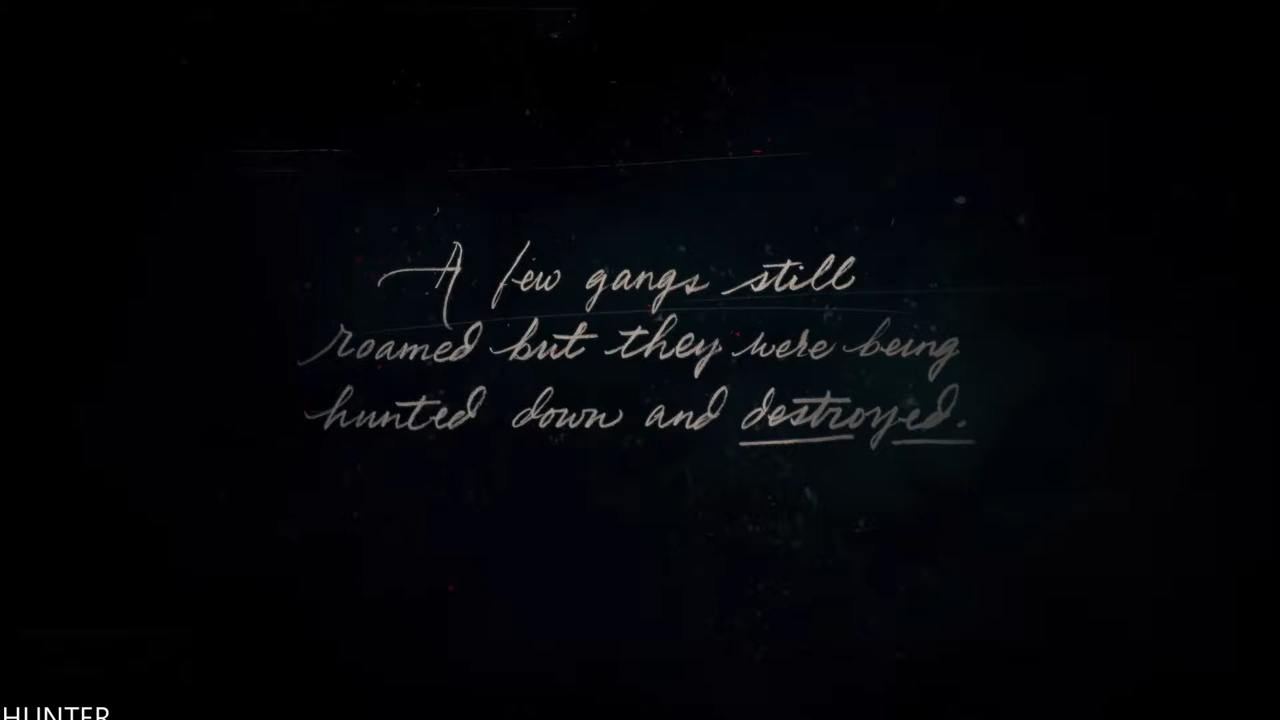 A few gangs still
roamed but they were being
hunted down and destroyed.
HUNTER